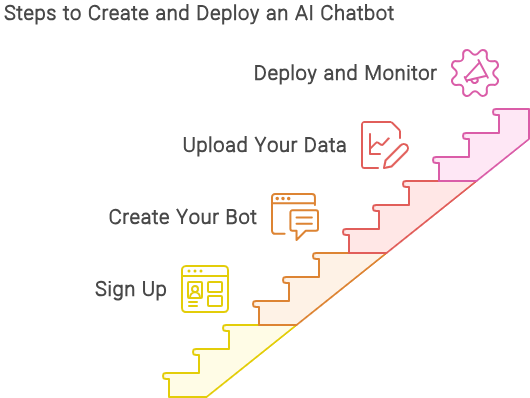 Steps to Create and Deploy an AI Chatbot
Deploy and Monitor
Upload Your Data
Create Your Bot
Sign Up